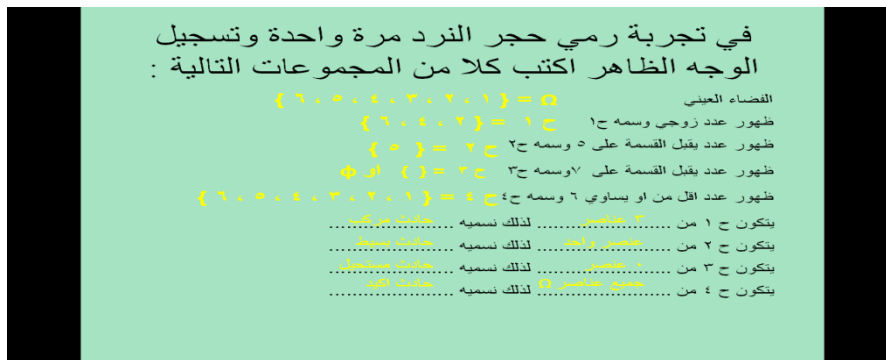 في تجربة رمي حجر النرد مرة واحدة وتسجيل
الوجه الظاهر اكتب كلا من المجموعات التالية :
الفضاء العيني Ω = { ١ ، ٢ ، ٣ ، ٤ ، ٥ ، ٦ }
ظهور عدد زوجي وسمه ح١ ح ١ = { ٢ ، ٤ ، ٦ }
ظهور عدد يقبل القسمة على ٥ وسمه ح٢ ح ٢ = { ٥ }
ظهور عدد يقبل القسمة على ٧وسمه ح٣ ح ٣ = { } او Φ
ظهور عدد اقل من او يساوي ٦ وسمه ح٤ ح ٤ = { ١ ، ٢ ، ٣ ، ٤ ، ٥ ، ٦ }
يتكون ح ١ من ٣ عناصر لذلك نسميه حادث مركب
يتكون ح ٢ من عنصر واحد لذلك نسميه حادث بسيط
يتكون ح ٣ من ٠ عنصر لذلك نسميه حادث مستحيل
يتكون ح ٤ من جميع عناصر Ω لذلك نسميه حادث اكيد